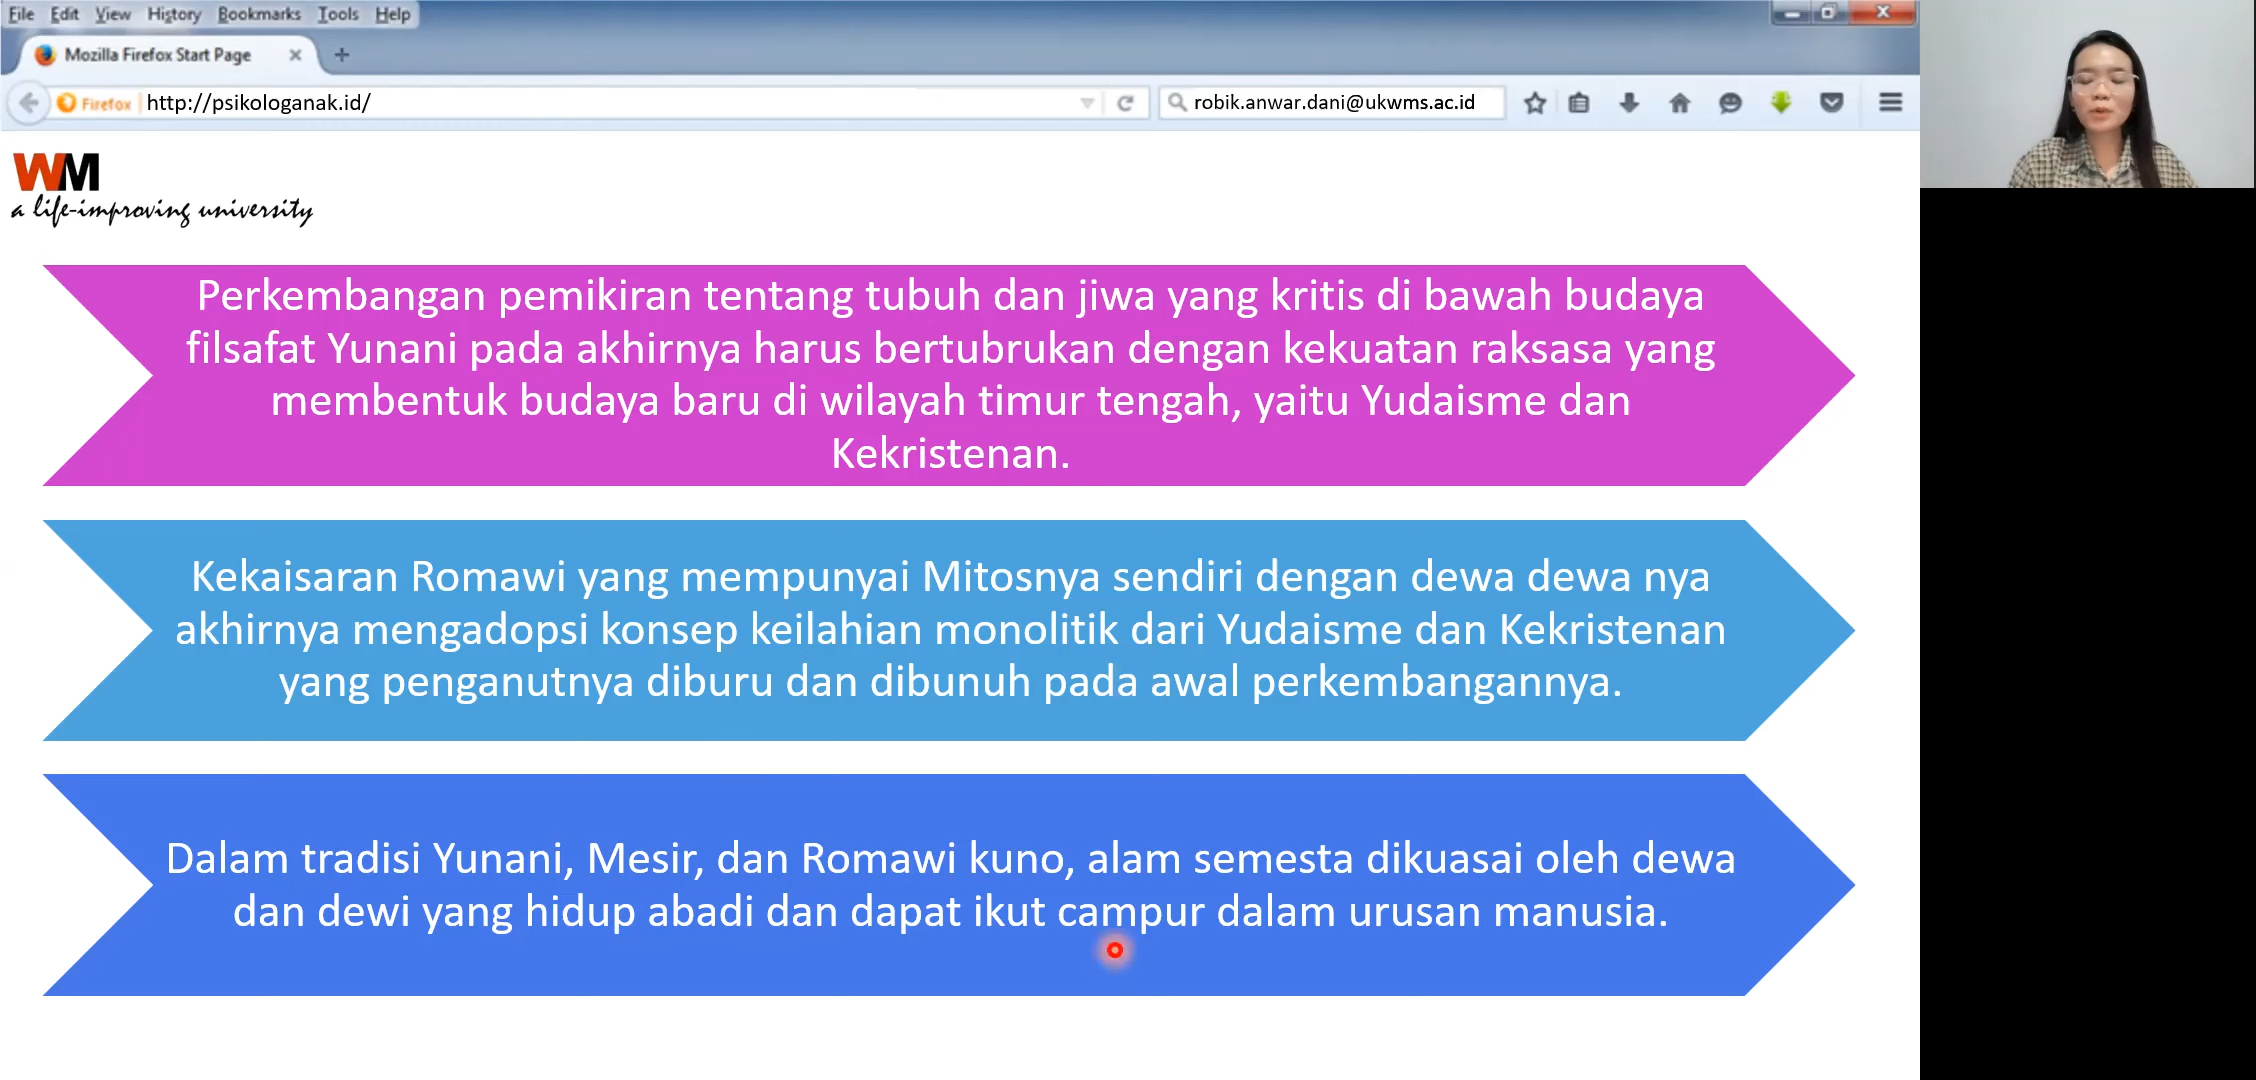 File Edit View History Bookmarks Tools Help
Mozilla Firefox Start Page
Firefox http://psikologanak.id/
robik.anwar.dani@ukwms.ac.id
WM
a life-improving university
Perkembangan pemikiran tentang tubuh dan jiwa yang kritis di bawah budaya
filsafat Yunani pada akhirnya harus bertubrukan dengan kekuatan raksasa yang
membentuk budaya baru di wilayah timur tengah, yaitu Yudaisme dan
Kekristenan.
Kekaisaran Romawi yang mempunyai Mitosnya sendiri dengan dewa dewa nya
akhirnya mengadopsi konsep keilahian monolitik dari Yudaisme dan Kekristenan
yang penganutnya diburu dan dibunuh pada awal perkembangannya.
Dalam tradisi Yunani, Mesir, dan Romawi kuno, alam semesta dikuasai oleh dewa
dan dewi yang hidup abadi dan dapat ikut campur dalam urusan manusia.